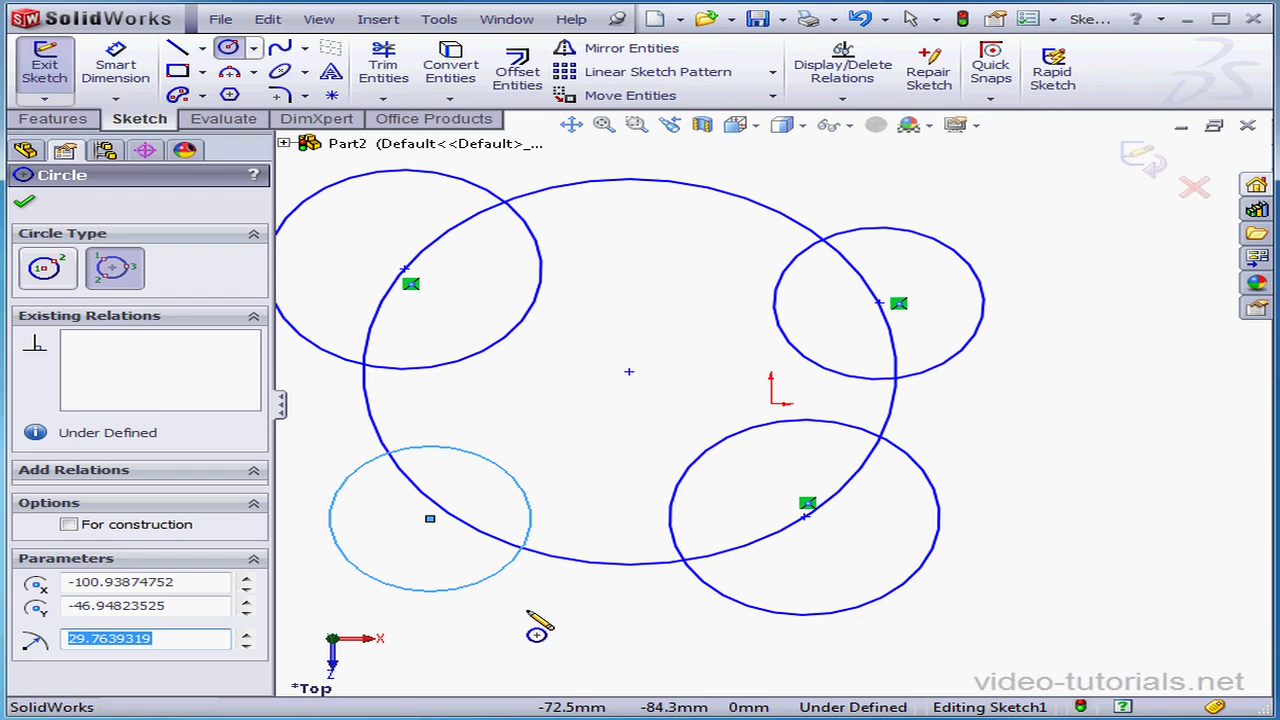 SW SolidWorks File Edit View Insert Tools Window Help Ske... ?
Exit Sketch
Smart Dimension
Trim Entities
Convert Entities
Offset Entities
Mirror Entities
Linear Sketch Pattern
Move Entities
Display/Delete Relations
Repair Sketch
Quick Snaps
Rapid Sketch
Features Sketch Evaluate DimXpert Office Products
Part2 (Default<<Default>_...
Circle ?
Circle Type
Existing Relations
Under Defined
Add Relations
Options
For construction
Parameters
-100.93874752
-46.94823525
29.7639319
X
Z
*Top
video-tutorials.net
SolidWorks -72.5mm -84.3mm 0mm Under Defined Editing Sketch1 ?